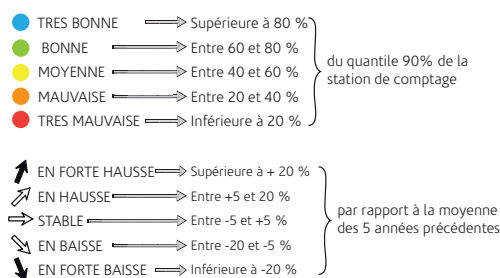 TRES BONNE Supérieure à 80 %
BONNE Entre 60 et 80 %
MOYENNE Entre 40 et 60 %
MAUVAISE Entre 20 et 40 %
TRES MAUVAISE Inférieure à 20 %
du quantile 90% de la
station de comptage
EN FORTE HAUSSE Supérieure à + 20 %
EN HAUSSE Entre +5 et 20 %
STABLE Entre -5 et +5 %
EN BAISSE Entre -20 et -5 %
EN FORTE BAISSE Inférieure à -20 %
par rapport à la moyenne
des 5 années précédentes